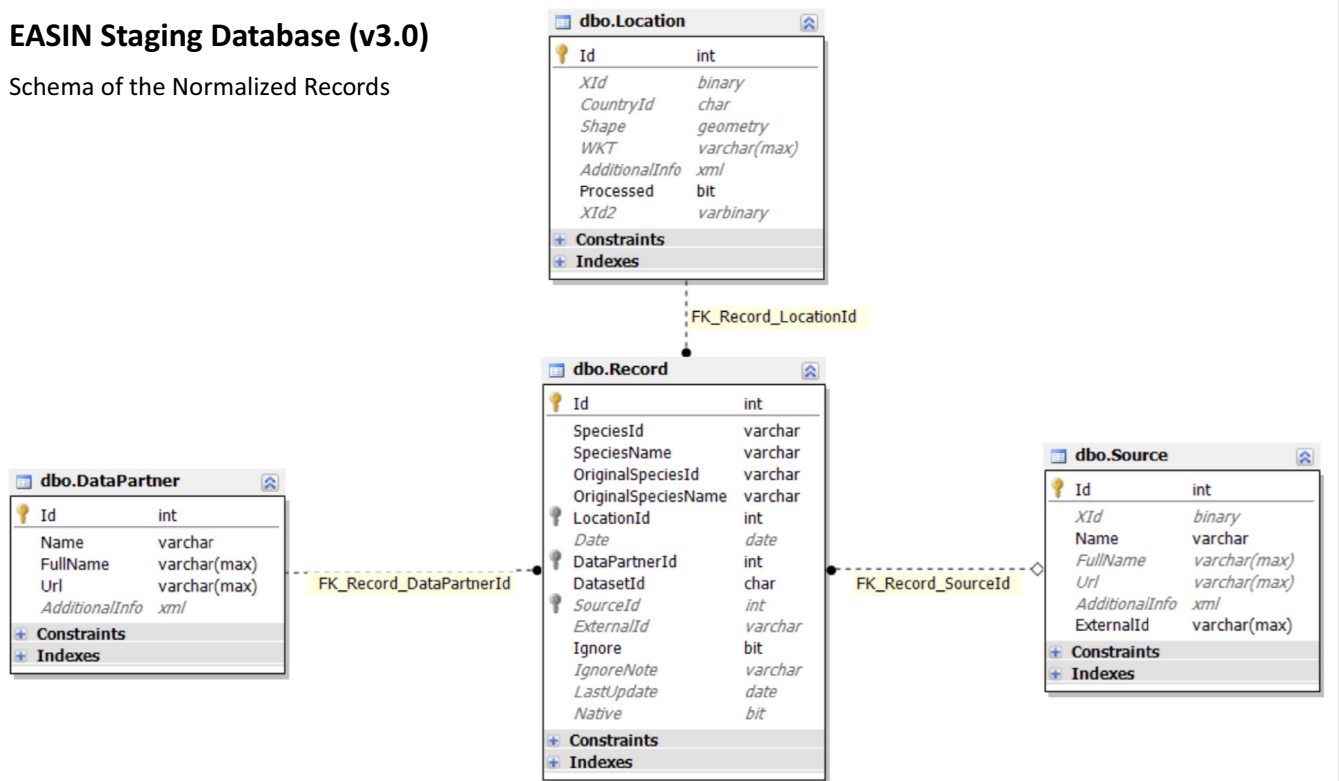 EASIN Staging Database (v3.0)
Schema of the Normalized Records
dbo.Location
Id int
XId binary
CountryId char
Shape geometry
WKT varchar(max)
AdditionalInfo xml
Processed bit
XId2 varbinary
Constraints
Indexes
FK_Record_LocationId
dbo.Record
Id int
SpeciesId varchar
SpeciesName varchar
OriginalSpeciesId varchar
OriginalSpeciesName varchar
LocationId int
Date date
DataPartnerId int
DatasetId char
SourceId int
ExternalId varchar
Ignore bit
IgnoreNote varchar
LastUpdate date
Native bit
Constraints
Indexes
dbo.DataPartner
Id int
Name varchar
FullName varchar(max)
Url varchar(max)
AdditionalInfo xml
Constraints
Indexes
FK_Record_DataPartnerId
FK_Record_SourceId
dbo.Source
Id int
XId binary
Name varchar
FullName varchar(max)
Url varchar(max)
AdditionalInfo xml
ExternalId varchar(max)
Constraints
Indexes